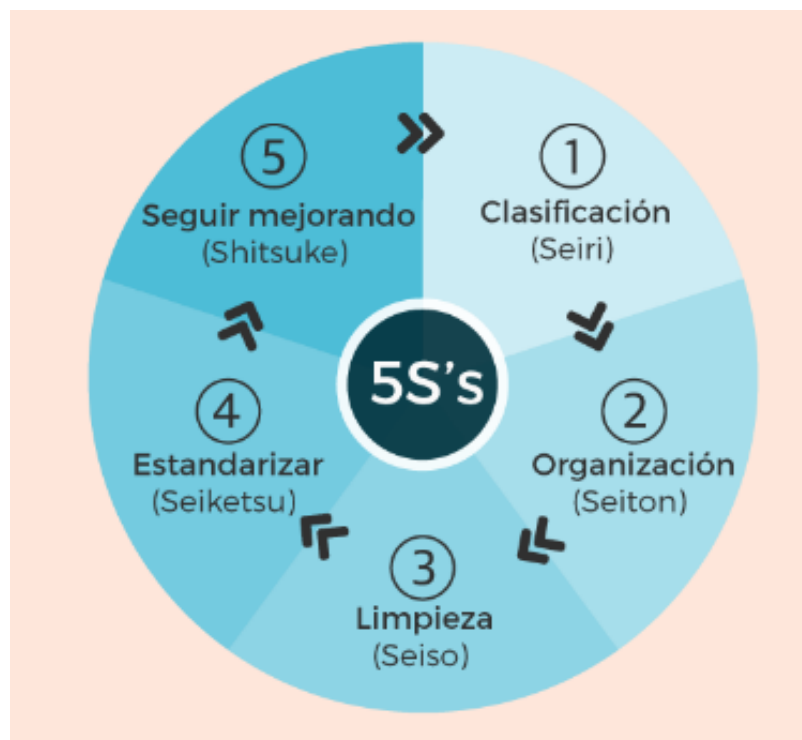 1
Clasificación
(Seiri)
2
Organización
(Seiton)
3
Limpieza
(Seiso)
4
Estandarizar
(Seiketsu)
5
Seguir mejorando
(Shitsuke)
5S's